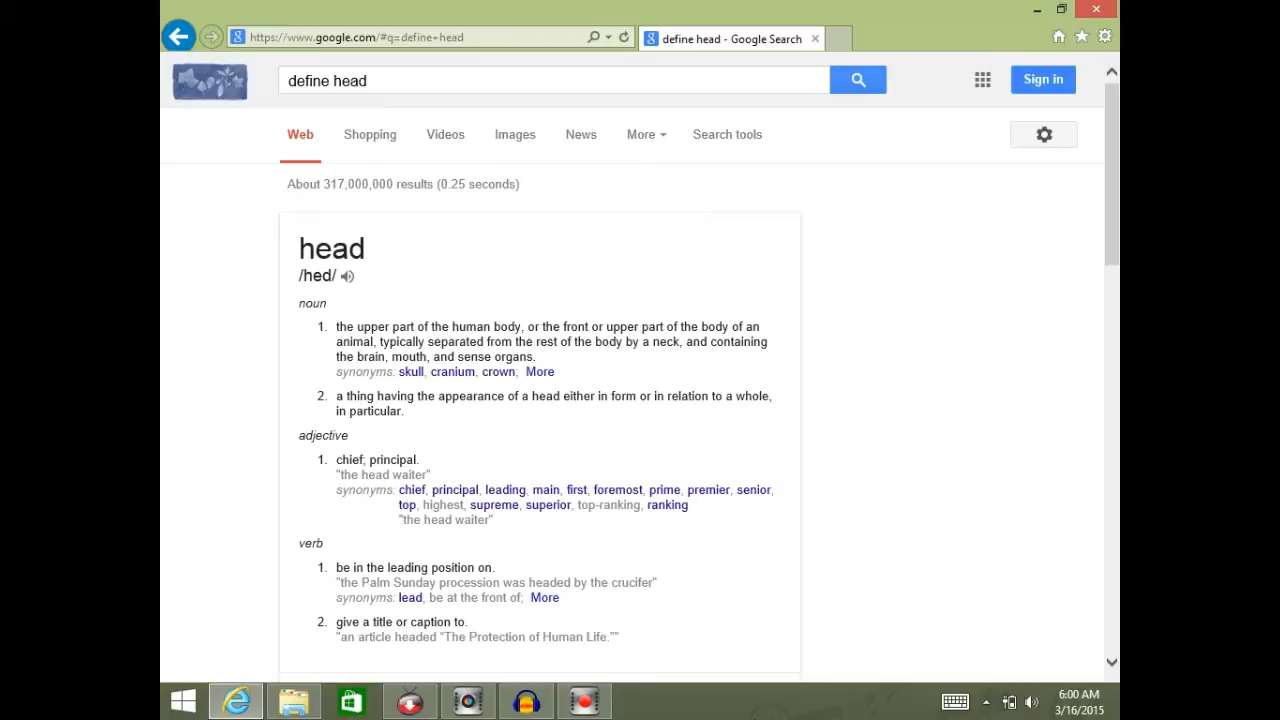 https://www.google.com/#q=define+head
define head - Google Search
define head
Sign in
Web Shopping Videos Images News More Search tools
About 317,000,000 results (0.25 seconds)
head
/hed/
noun
1. the upper part of the human body, or the front or upper part of the body of an
animal, typically separated from the rest of the body by a neck, and containing
the brain, mouth, and sense organs.
synonyms: skull, cranium, crown; More
2. a thing having the appearance of a head either in form or in relation to a whole,
in particular.
adjective
1. chief; principal.
"the head waiter"
synonyms: chief, principal, leading, main, first, foremost, prime, premier, senior,
top, highest, supreme, superior, top-ranking, ranking
"the head waiter"
verb
1. be in the leading position on.
"the Palm Sunday procession was headed by the crucifer"
synonyms: lead, be at the front of; More
2. give a title or caption to.
"an article headed “The Protection of Human Life.”"
6:00 AM
3/16/2015